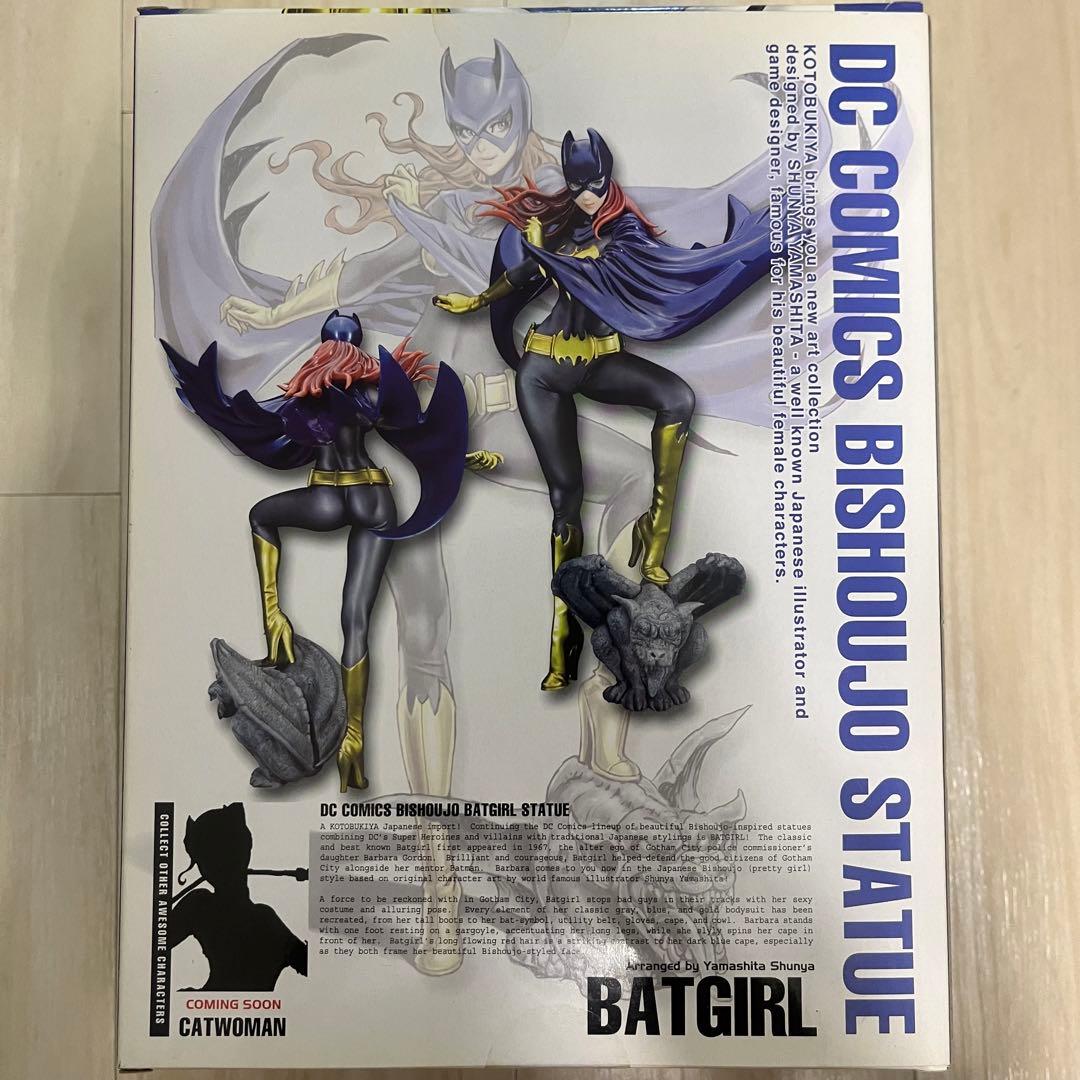 DC COMICS BISHOUJO STATUE
KOTOBUKIYA brings you a new art collection
designed by SHUNYA YAMASHITA - a well known Japanese illustrator and
game designer, famous for his beautiful female characters.
DC COMICS BISHOUJO BATGIRL STATUE
A KOTOBUKIYA Japanese import! Continuing the DC Comics lineup of beautiful Bishoujo-inspired statues
combining DC's Super Heroines and villains with traditional Japanese stylings is BATGIRL! The classic
and best known Batgirl first appeared in 1967, the alter ego of Gotham City police commissioner's
daughter Barbara Gordon. Brilliant and courageous, Batgirl helped defend the good citizens of Gotham
City alongside her mentor Batman. Barbara comes to you now in the Japanese Bishoujo (pretty girl)
style based on original character art by world famous illustrator Shunya Yamashita!
A force to be reckoned with in Gotham City, Batgirl stops bad guys in their tracks with her sexy
costume and alluring pose. Every element of her classic gray, blue, and gold bodysuit has been
recreated, from her tall boots to her bat-symbol, utility belt, gloves, cape, and cowl. Barbara stands
with one foot resting on a gargoyle, accentuating her long legs, while she slyly spins her cape in
front of her. Batgirl's long flowing red hair is a striking contrast to her dark blue cape, especially
as they both frame her beautiful Bishoujo-styled face
Arranged by Yamashita Shunya
BATGIRL
COLLECT OTHER AWESOME CHARACTERS
COMING SOON
CATWOMAN